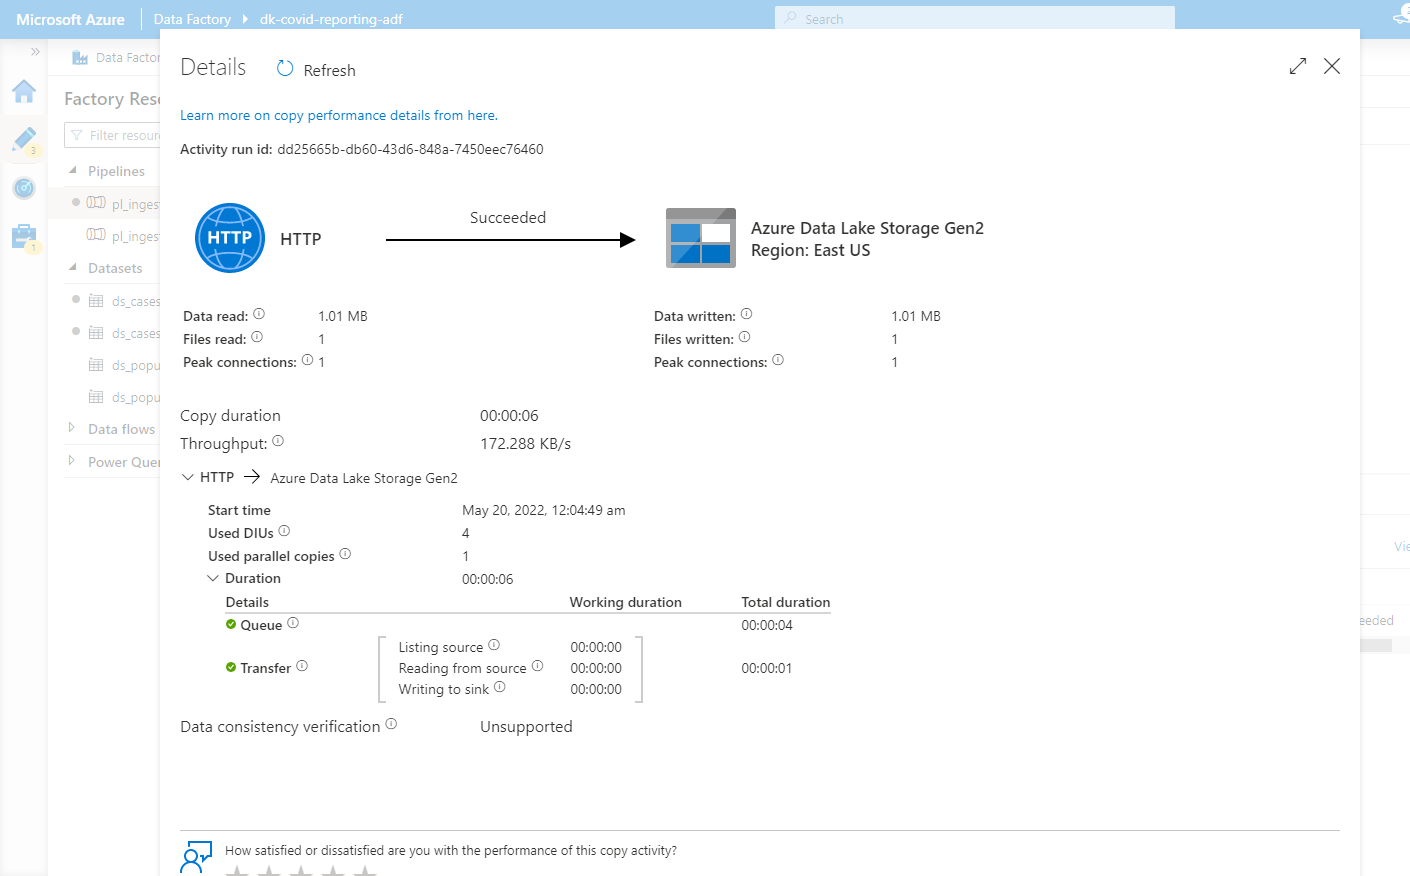 Microsoft Azure
Data Factory
dk-covid-reporting-adf
Search
»
Data Factor
Factory Res
Filter resour
Pipelines
pl_inges
pl_inges
Datasets
ds_cases
ds_cases
ds_popu
ds_popu
Data flows
Power Quer
3
1
Details
Refresh
Learn more on copy performance details from here.
Activity run id: dd25665b-db60-43d6-848a-7450eec76460
HTTP
HTTP
Succeeded
Azure Data Lake Storage Gen2
Region: East US
Data read: 1.01 MB
Files read: 1
Peak connections: 1
Data written: 1.01 MB
Files written: 1
Peak connections: 1
Copy duration 00:00:06
Throughput: 172.288 KB/s
HTTP → Azure Data Lake Storage Gen2
Start time May 20, 2022, 12:04:49 am
Used DIUs 4
Used parallel copies 1
Duration 00:00:06
Details Working duration Total duration
Queue 00:00:04
Listing source 00:00:00
Transfer Reading from source 00:00:00 00:00:01
Writing to sink 00:00:00
Data consistency verification Unsupported
How satisfied or dissatisfied are you with the performance of this copy activity?
Vie
eeded